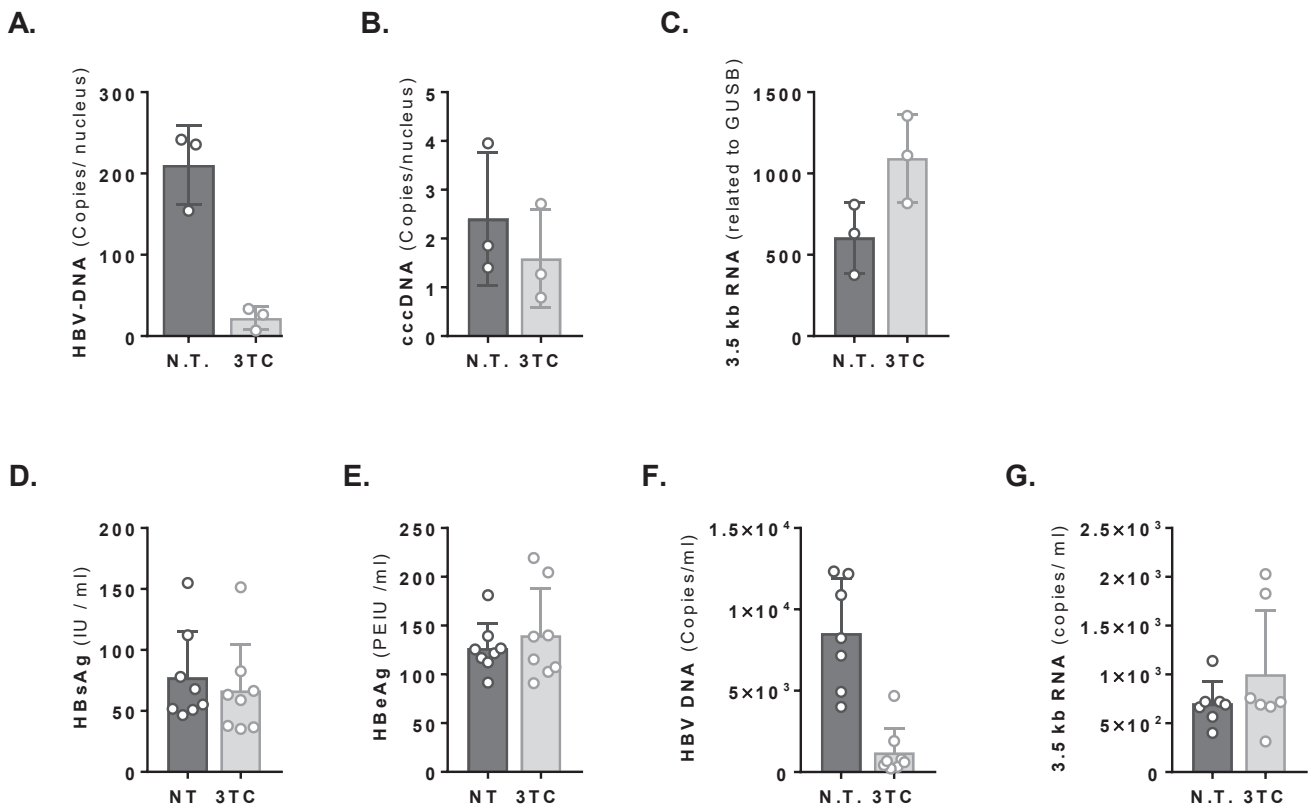 A.
HBV-DNA (Copies/ nucleus)
300
200
100
0
N.T. 3TC
B.
cccDNA (Copies/nucleus)
5
4
3
2
1
0
N.T. 3TC
C.
3.5 kb RNA (related to GUSB)
1500
1000
500
0
N.T. 3TC
D.
HBsAg (IU / ml)
200
150
100
50
0
NT 3TC
E.
HBeAg (PEIU /ml)
250
200
150
100
50
0
NT 3TC
F.
HBV DNA (Copies/ml)
1.5×10⁴
1×10⁴
5×10³
0
N.T. 3TC
G.
3.5 kb RNA (copies/ ml)
2.5×10³
2×10³
1.5×10³
1×10³
5×10²
0
N.T. 3TC